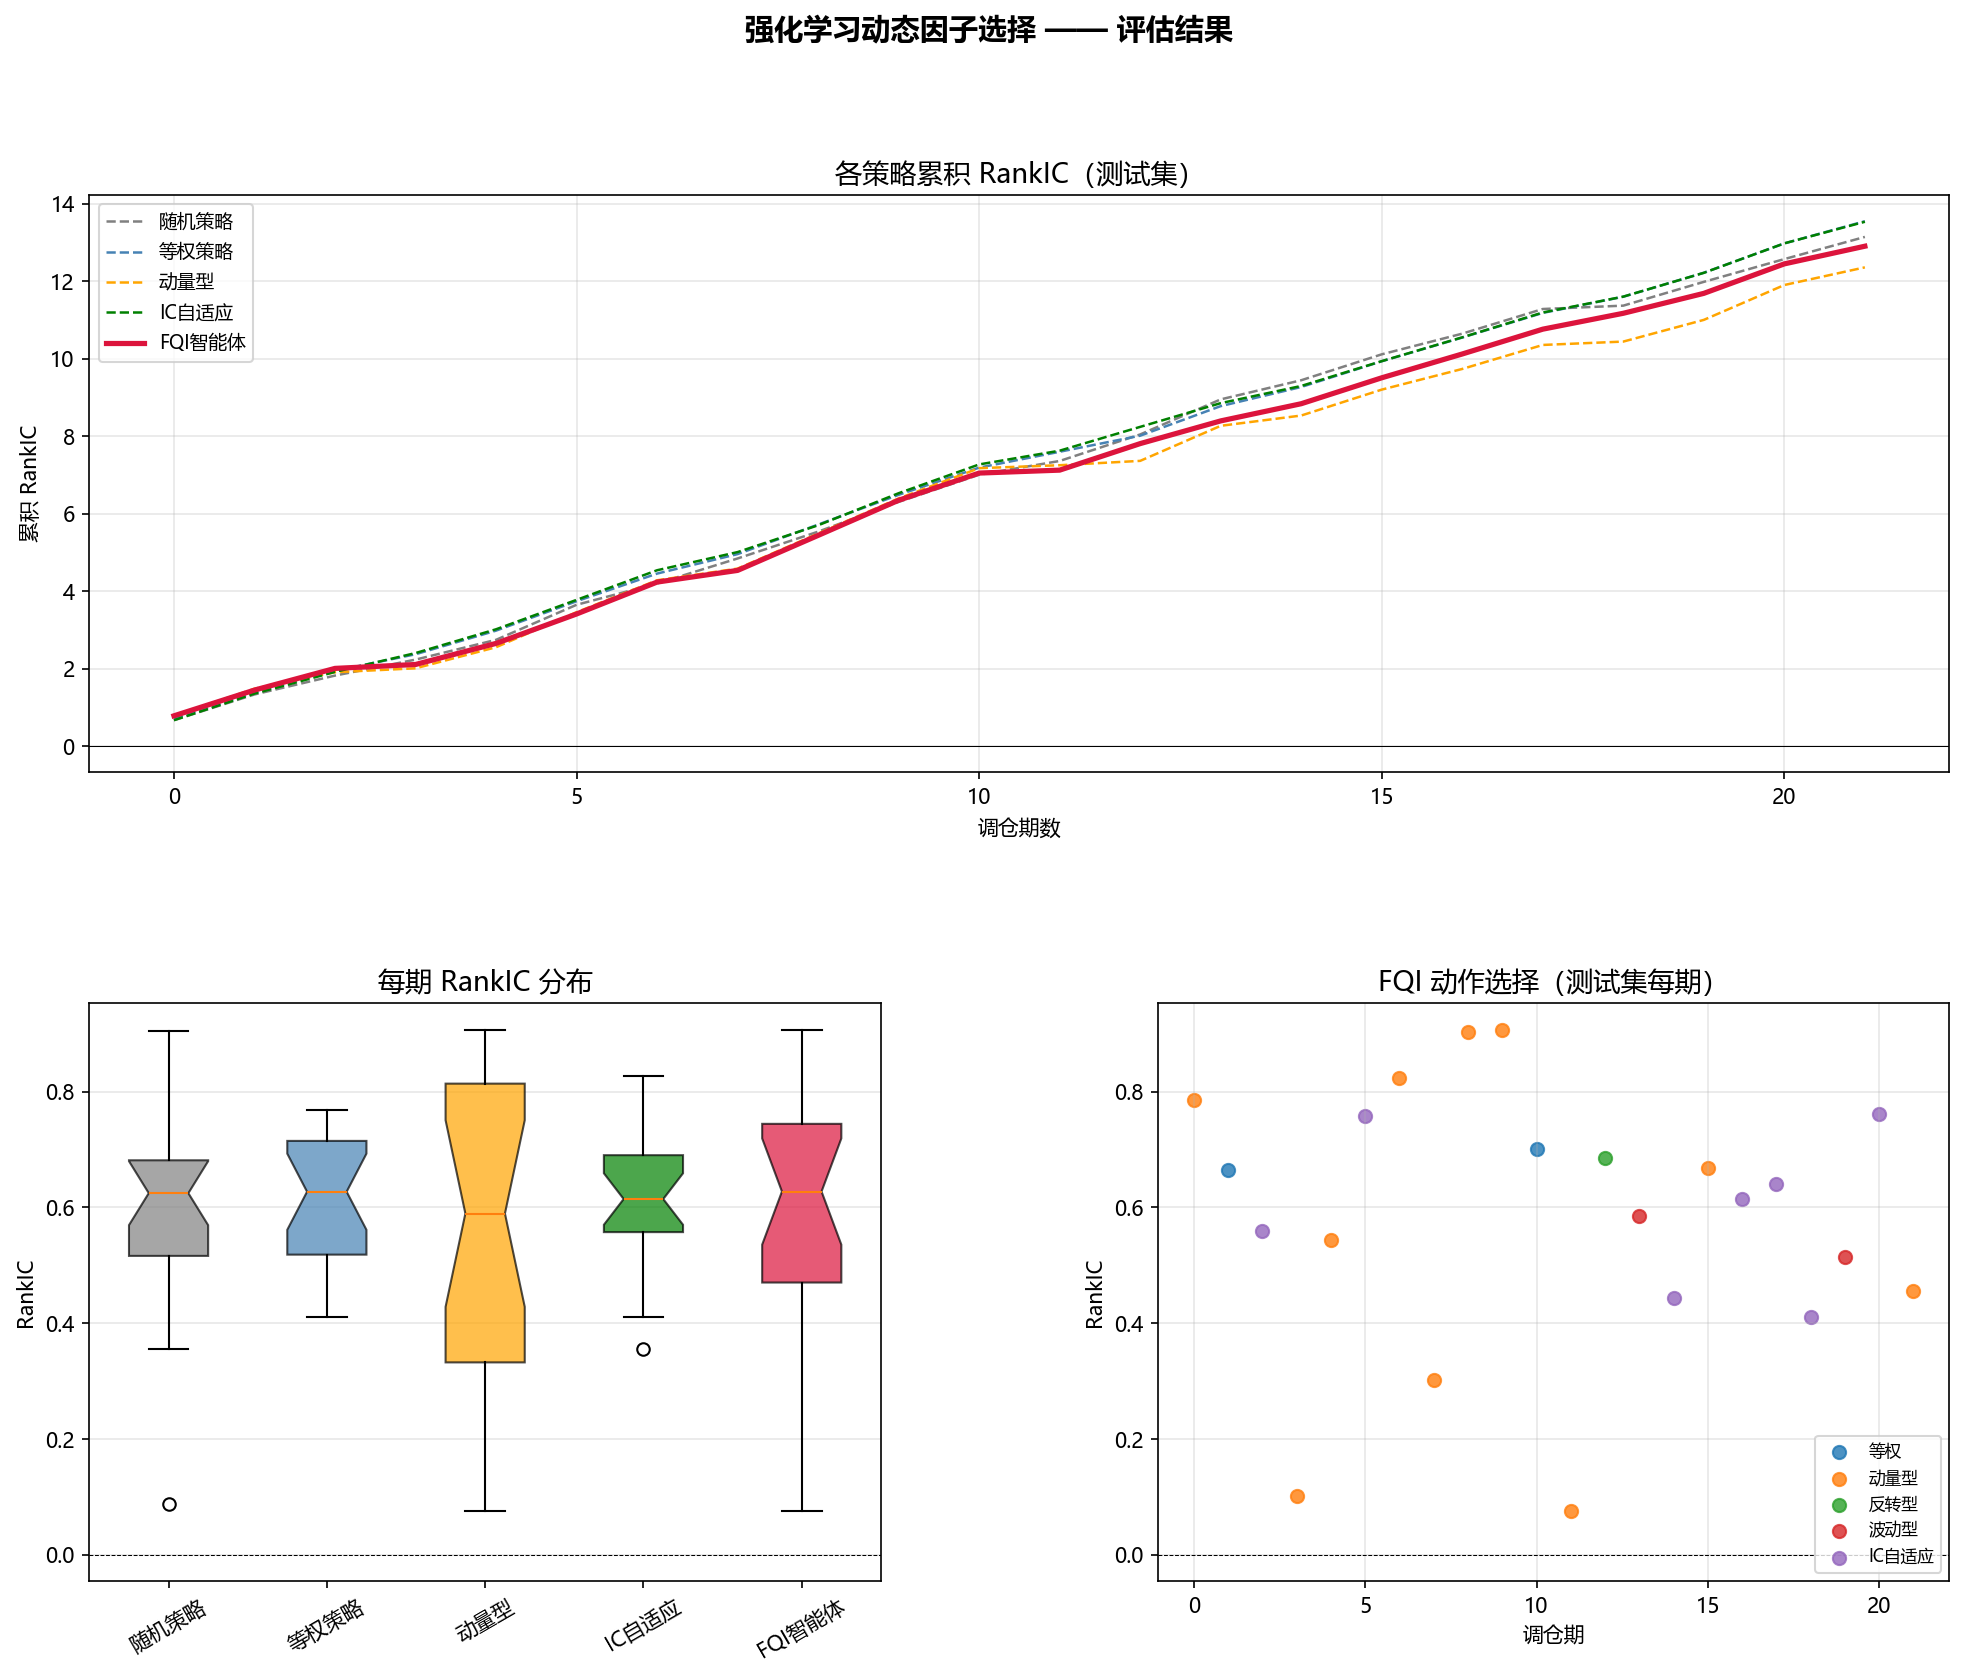 强化学习动态因子选择 —— 评估结果
各策略累积 RankIC（测试集）
累积 RankIC
14
12
10
8
6
4
2
0
随机策略
等权策略
动量型
IC自适应
FQI智能体
0
5
10
15
20
调仓期数
每期 RankIC 分布
RankIC
0.8
0.6
0.4
0.2
0.0
随机策略
等权策略
动量型
IC自适应
FQI智能体
FQI 动作选择（测试集每期）
RankIC
0.8
0.6
0.4
0.2
0.0
等权
动量型
反转型
波动型
IC自适应
0
5
10
15
20
调仓期